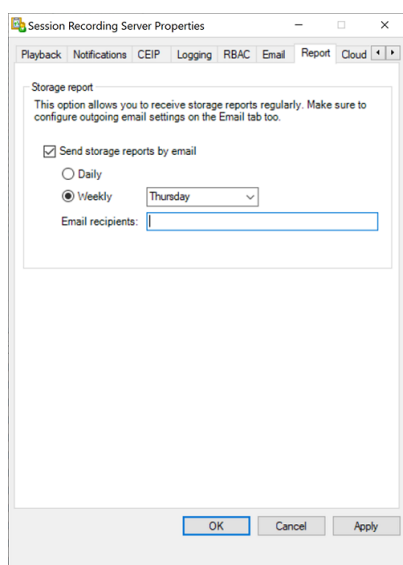 Session Recording Server Properties
Playback Notifications CEIP Logging RBAC Email Report Cloud
Storage report
This option allows you to receive storage reports regularly. Make sure to
configure outgoing email settings on the Email tab too.
Send storage reports by email
Daily
Weekly Thursday
Email recipients:
OK Cancel Apply